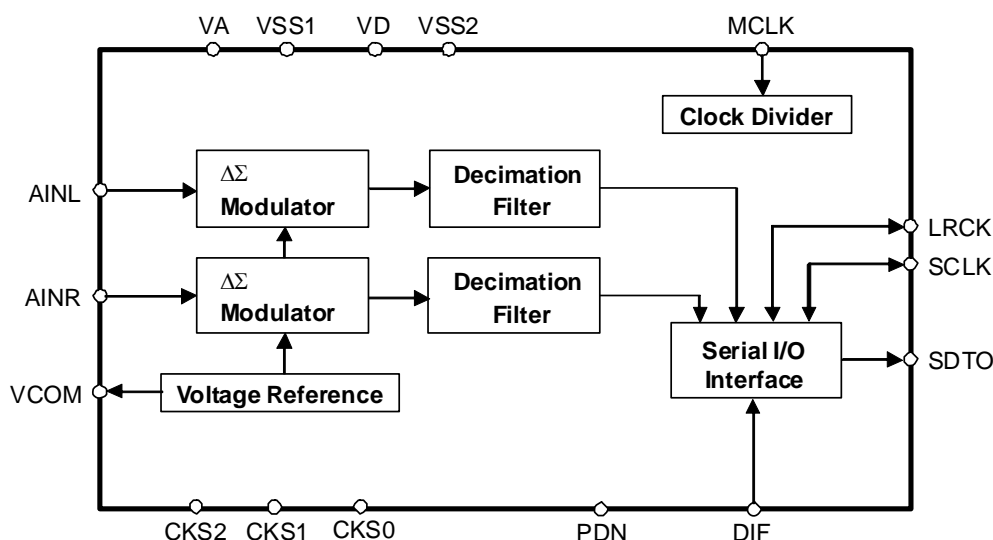 VA VSS1 VD VSS2 MCLK
Clock Divider
AINL
ΔΣ
Modulator
Decimation
Filter
LRCK
SCLK
AINR
ΔΣ
Modulator
Decimation
Filter
Serial I/O
Interface
SDTO
VCOM
Voltage Reference
CKS2 CKS1 CKS0 PDN DIF